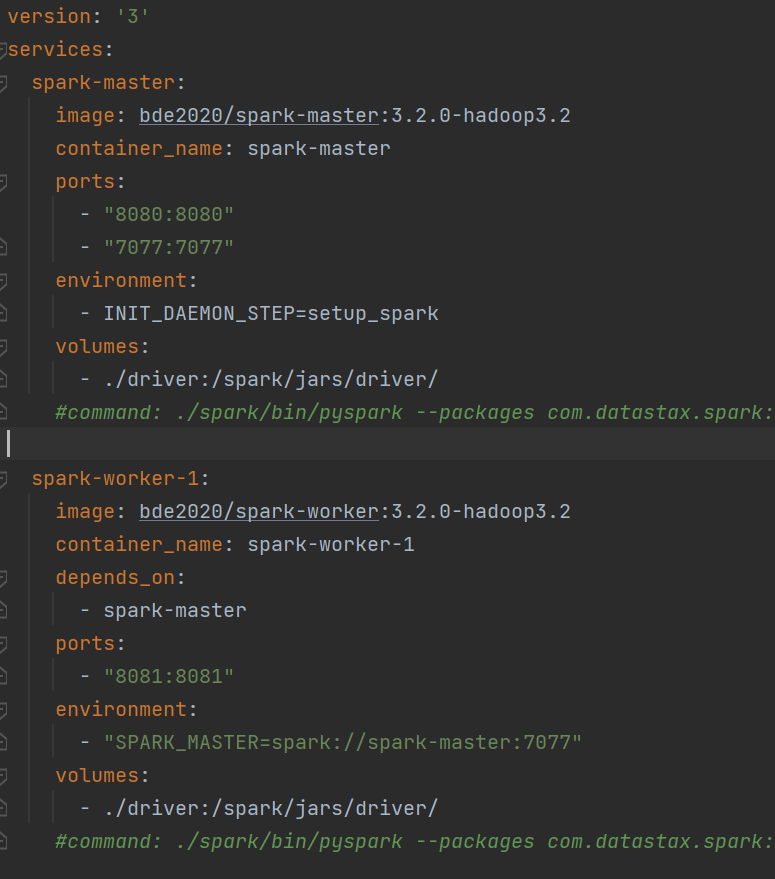 version: '3'
services:
  spark-master:
    image: bde2020/spark-master:3.2.0-hadoop3.2
    container_name: spark-master
    ports:
      - "8080:8080"
      - "7077:7077"
    environment:
      - INIT_DAEMON_STEP=setup_spark
    volumes:
      - ./driver:/spark/jars/driver/
    #command: ./spark/bin/pyspark --packages com.datastax.spark:
  spark-worker-1:
    image: bde2020/spark-worker:3.2.0-hadoop3.2
    container_name: spark-worker-1
    depends_on:
      - spark-master
    ports:
      - "8081:8081"
    environment:
      - "SPARK_MASTER=spark://spark-master:7077"
    volumes:
      - ./driver:/spark/jars/driver/
    #command: ./spark/bin/pyspark --packages com.datastax.spark: